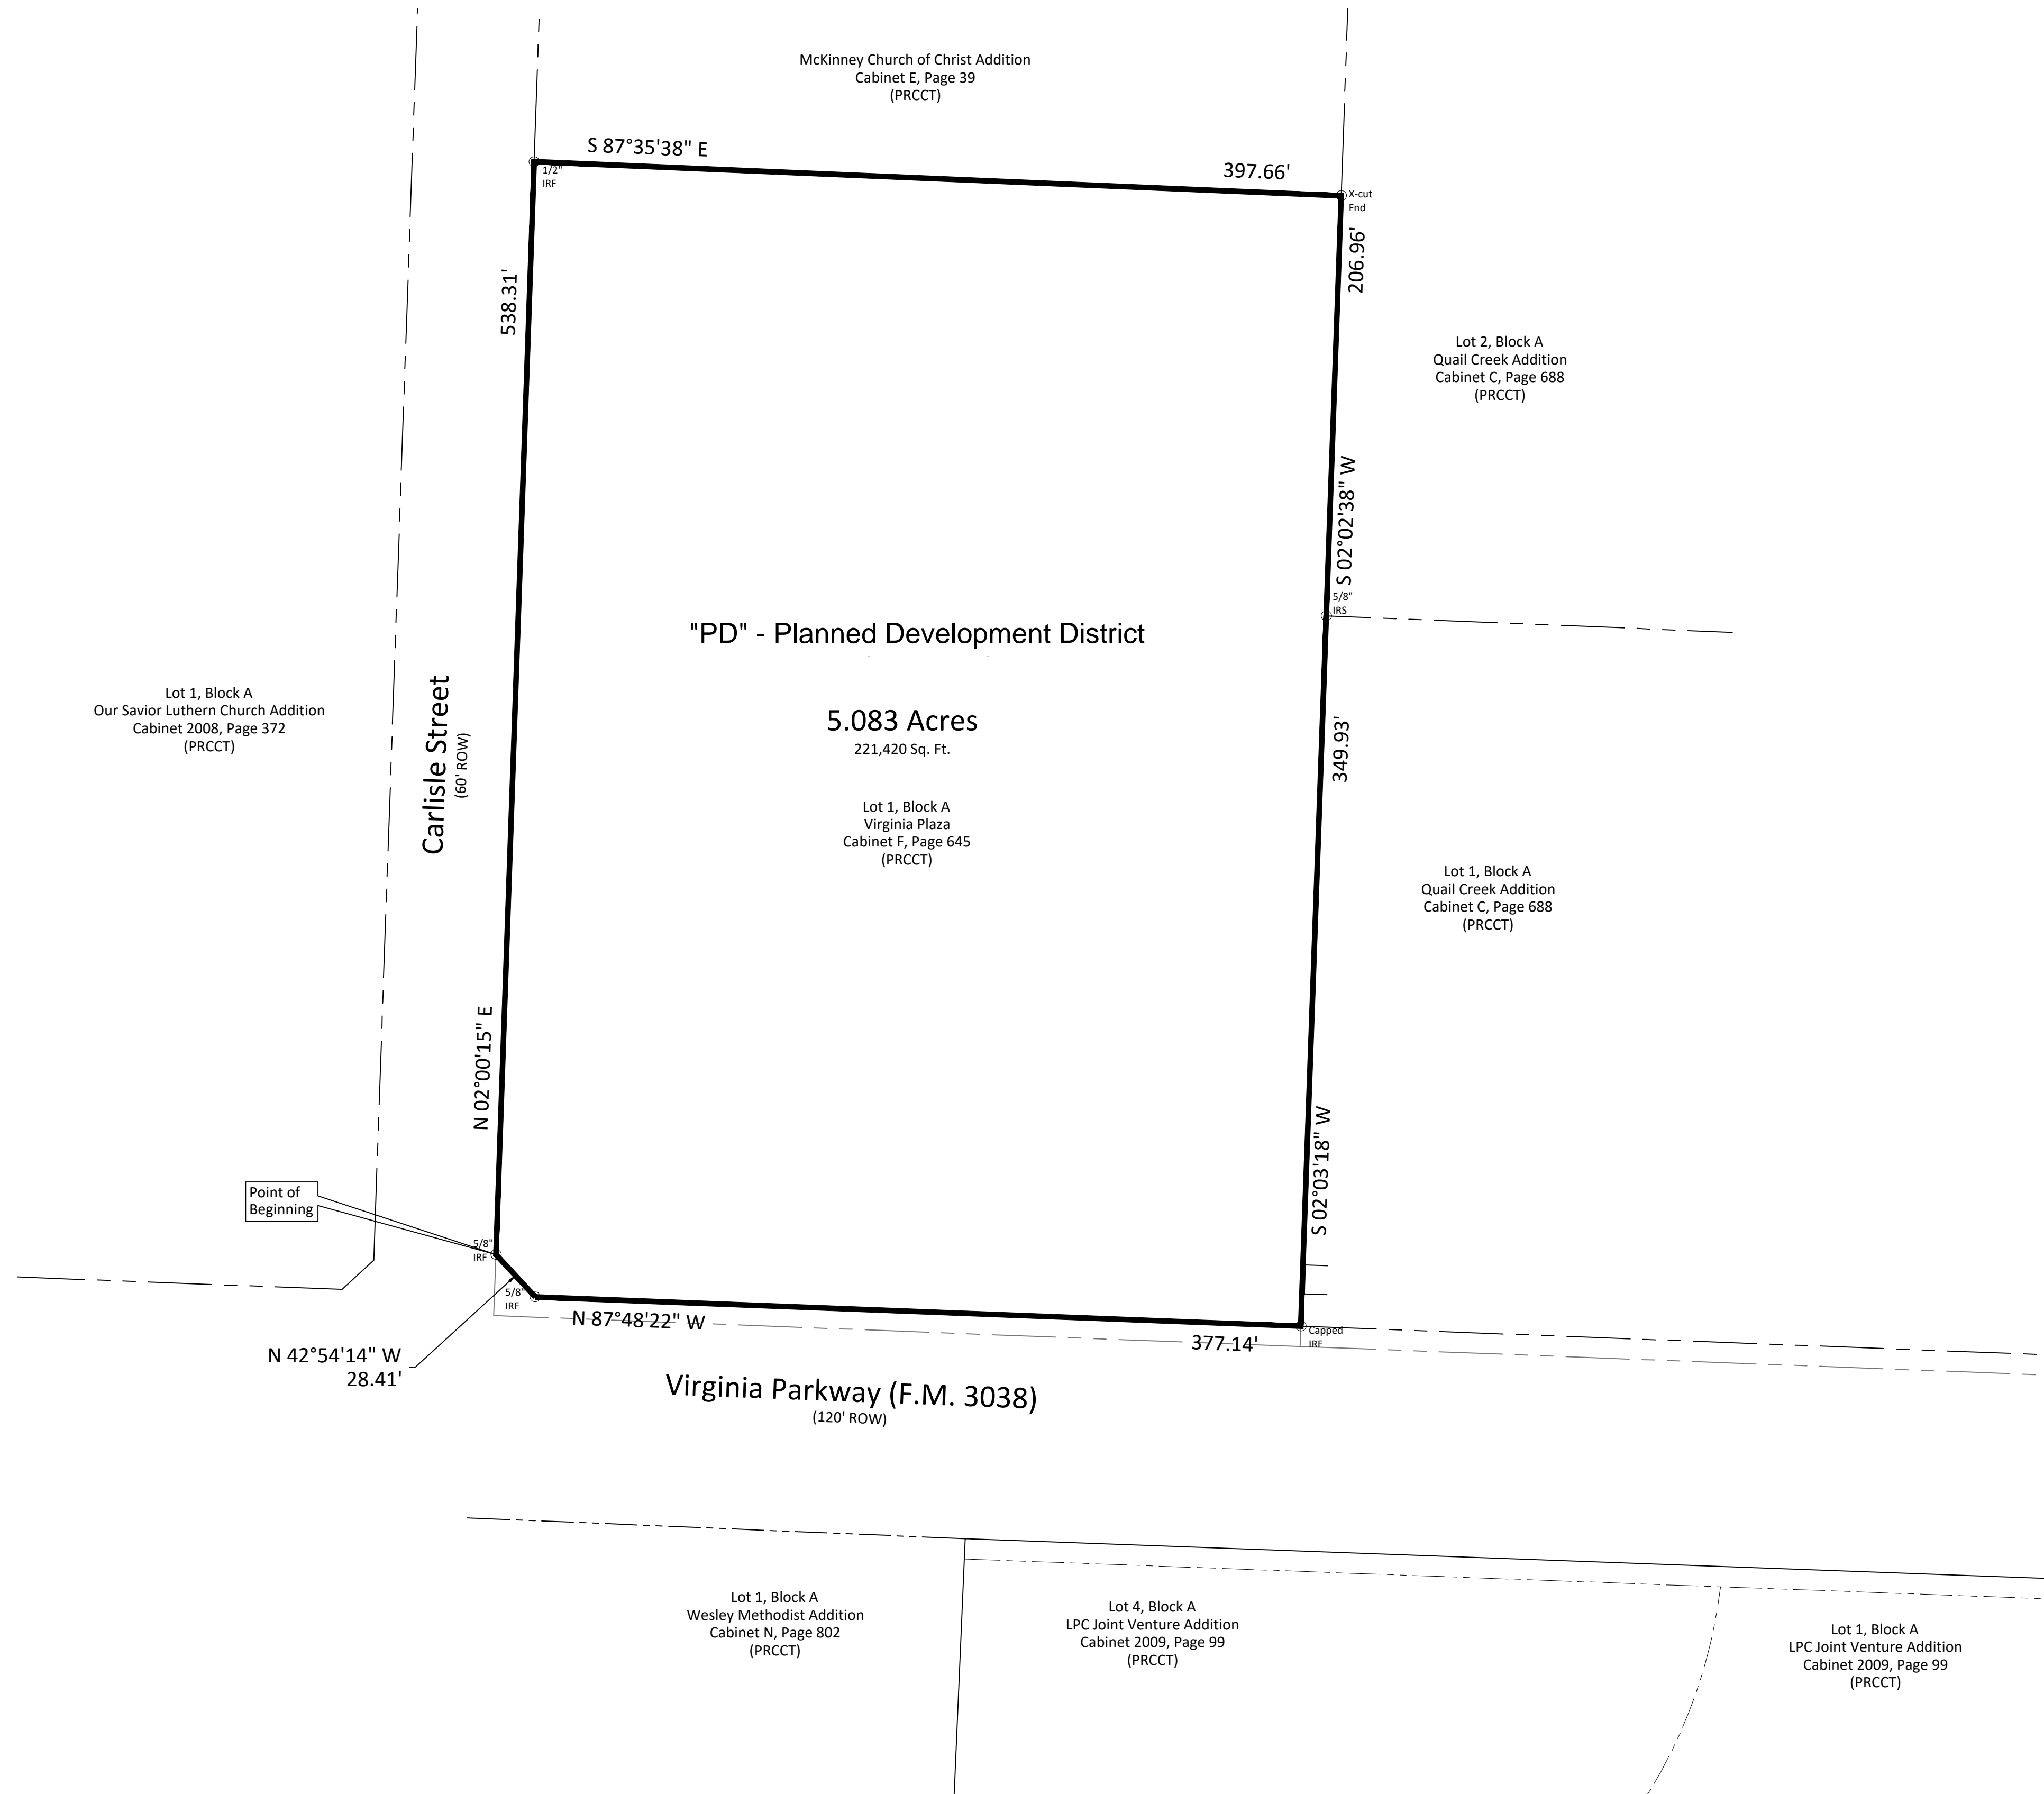 McKinney Church of Christ Addition
Cabinet E, Page 39
(PRCCT)
S 87°35'38" E
397.66'
1/2"
IRF
X-cut
Fnd
538.31'
206.96'
Lot 2, Block A
Quail Creek Addition
Cabinet C, Page 688
(PRCCT)
S 02°02'38" W
5/8"
IRS
"PD" - Planned Development District
5.083 Acres
221,420 Sq. Ft.
Lot 1, Block A
Our Savior Luthern Church Addition
Cabinet 2008, Page 372
(PRCCT)
Carlisle Street
(60' ROW)
349.93'
Lot 1, Block A
Virginia Plaza
Cabinet F, Page 645
(PRCCT)
Lot 1, Block A
Quail Creek Addition
Cabinet C, Page 688
(PRCCT)
N 02°00'15" E
S 02°03'18" W
Point of
Beginning
5/8"
IRF
5/8"
IRF
N 87°48'22" W
377.14'
Capped
IRF
N 42°54'14" W
28.41'
Virginia Parkway (F.M. 3038)
(120' ROW)
Lot 1, Block A
Wesley Methodist Addition
Cabinet N, Page 802
(PRCCT)
Lot 4, Block A
LPC Joint Venture Addition
Cabinet 2009, Page 99
(PRCCT)
Lot 1, Block A
LPC Joint Venture Addition
Cabinet 2009, Page 99
(PRCCT)